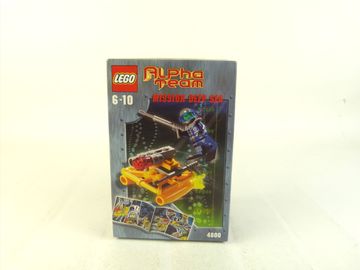 LEGO
Alpha
Team
6-10
MISSION DEEP SEA
4800